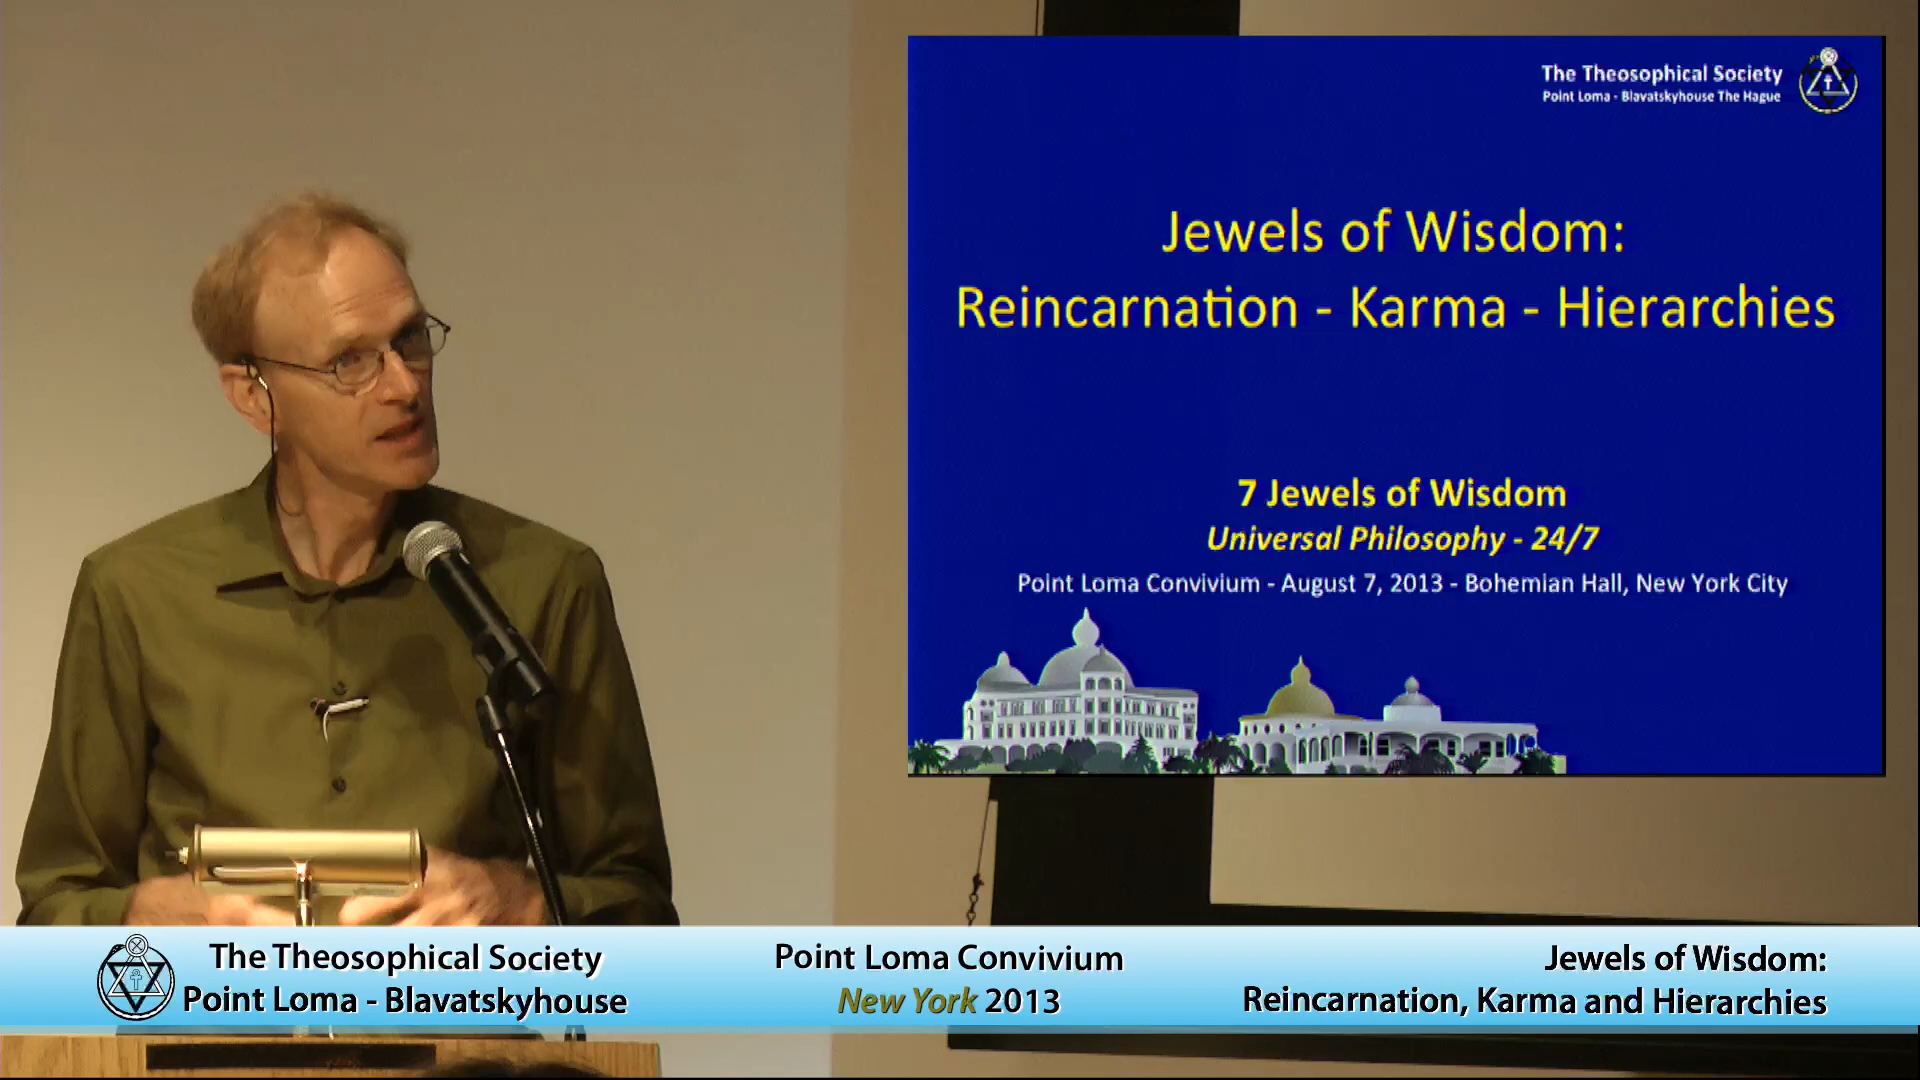 The Theosophical Society
Point Loma - Blavatskyhouse The Hague
Jewels of Wisdom:
Reincarnation - Karma - Hierarchies
7 Jewels of Wisdom
Universal Philosophy - 24/7
Point Loma Convivium - August 7, 2013 - Bohemian Hall, New York City
The Theosophical Society
Point Loma - Blavatskyhouse
Point Loma Convivium
New York 2013
Jewels of Wisdom:
Reincarnation, Karma and Hierarchies